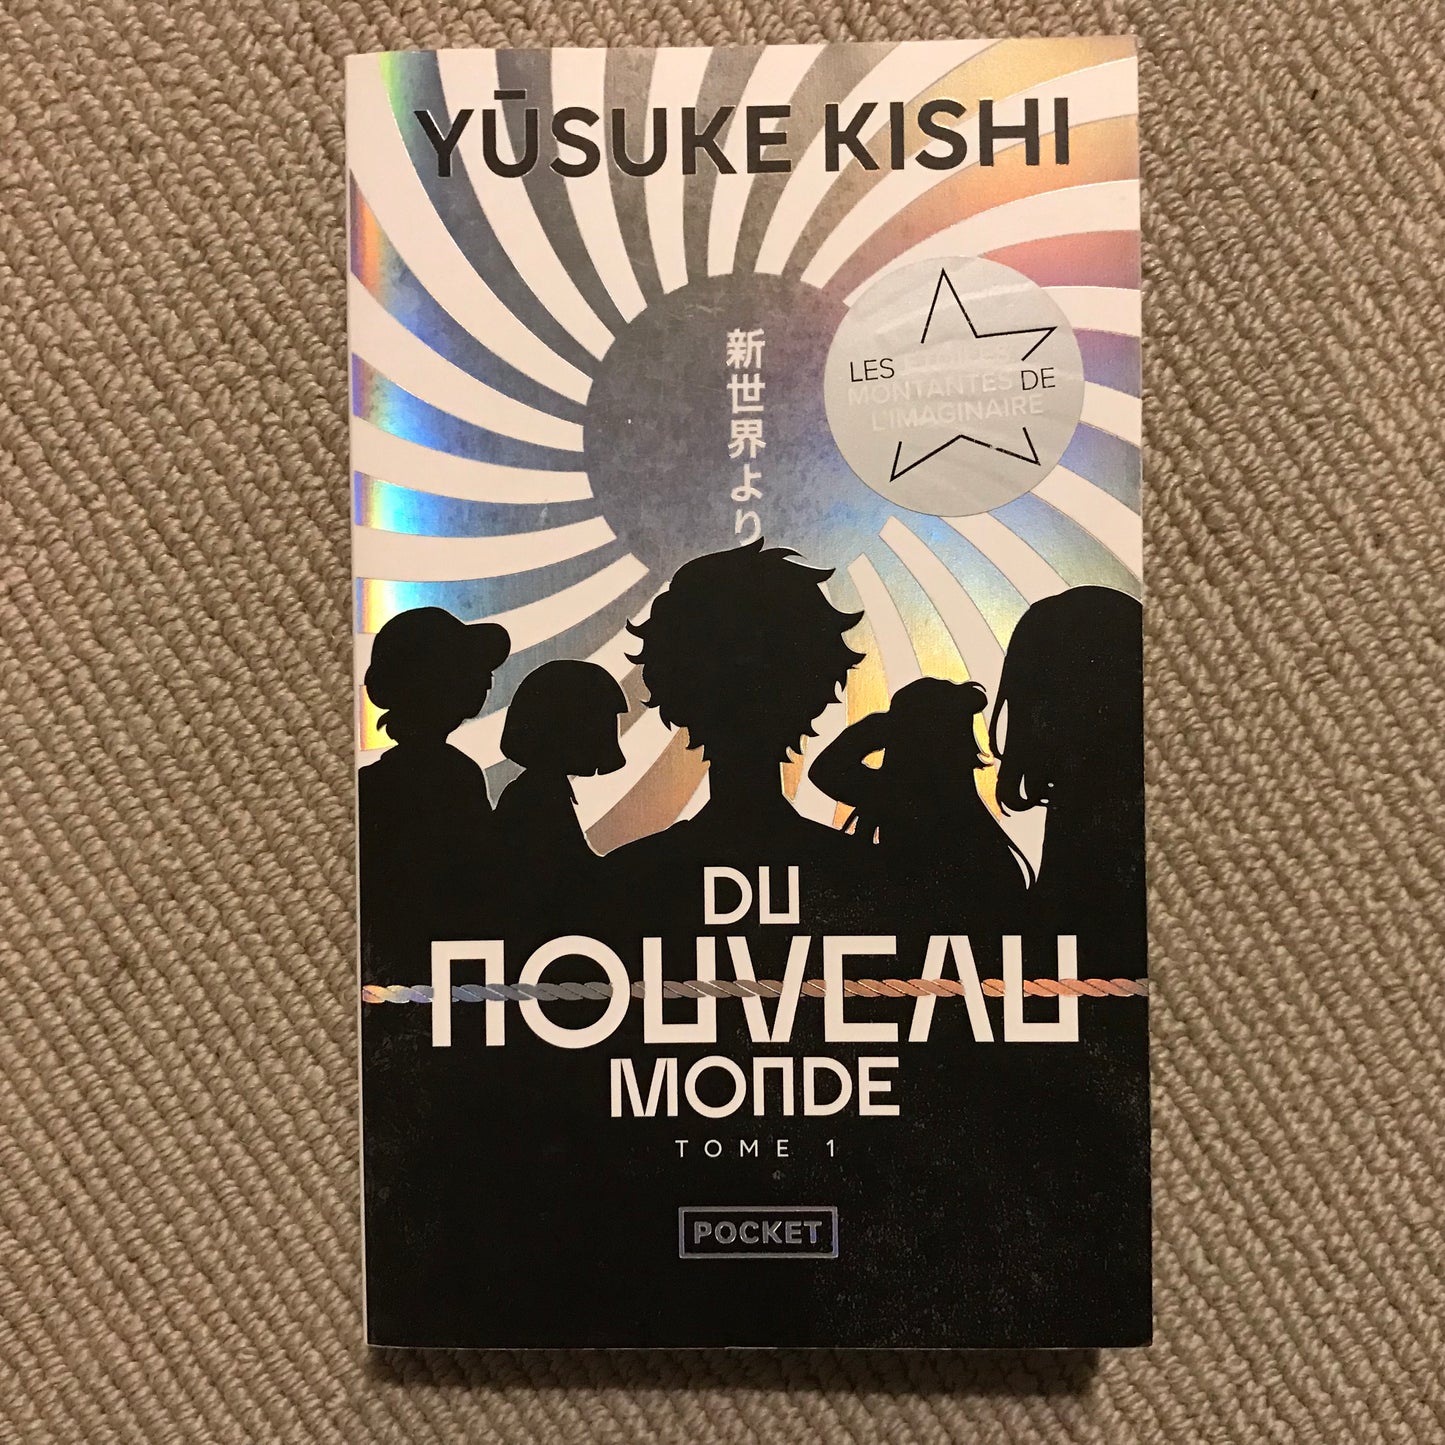 YŪSUKE KISHI
新世界より
LES ÉTOILES
MONTANTES DE
L'IMAGINAIRE
DU
NOUVEAU
MONDE
TOME 1
POCKET